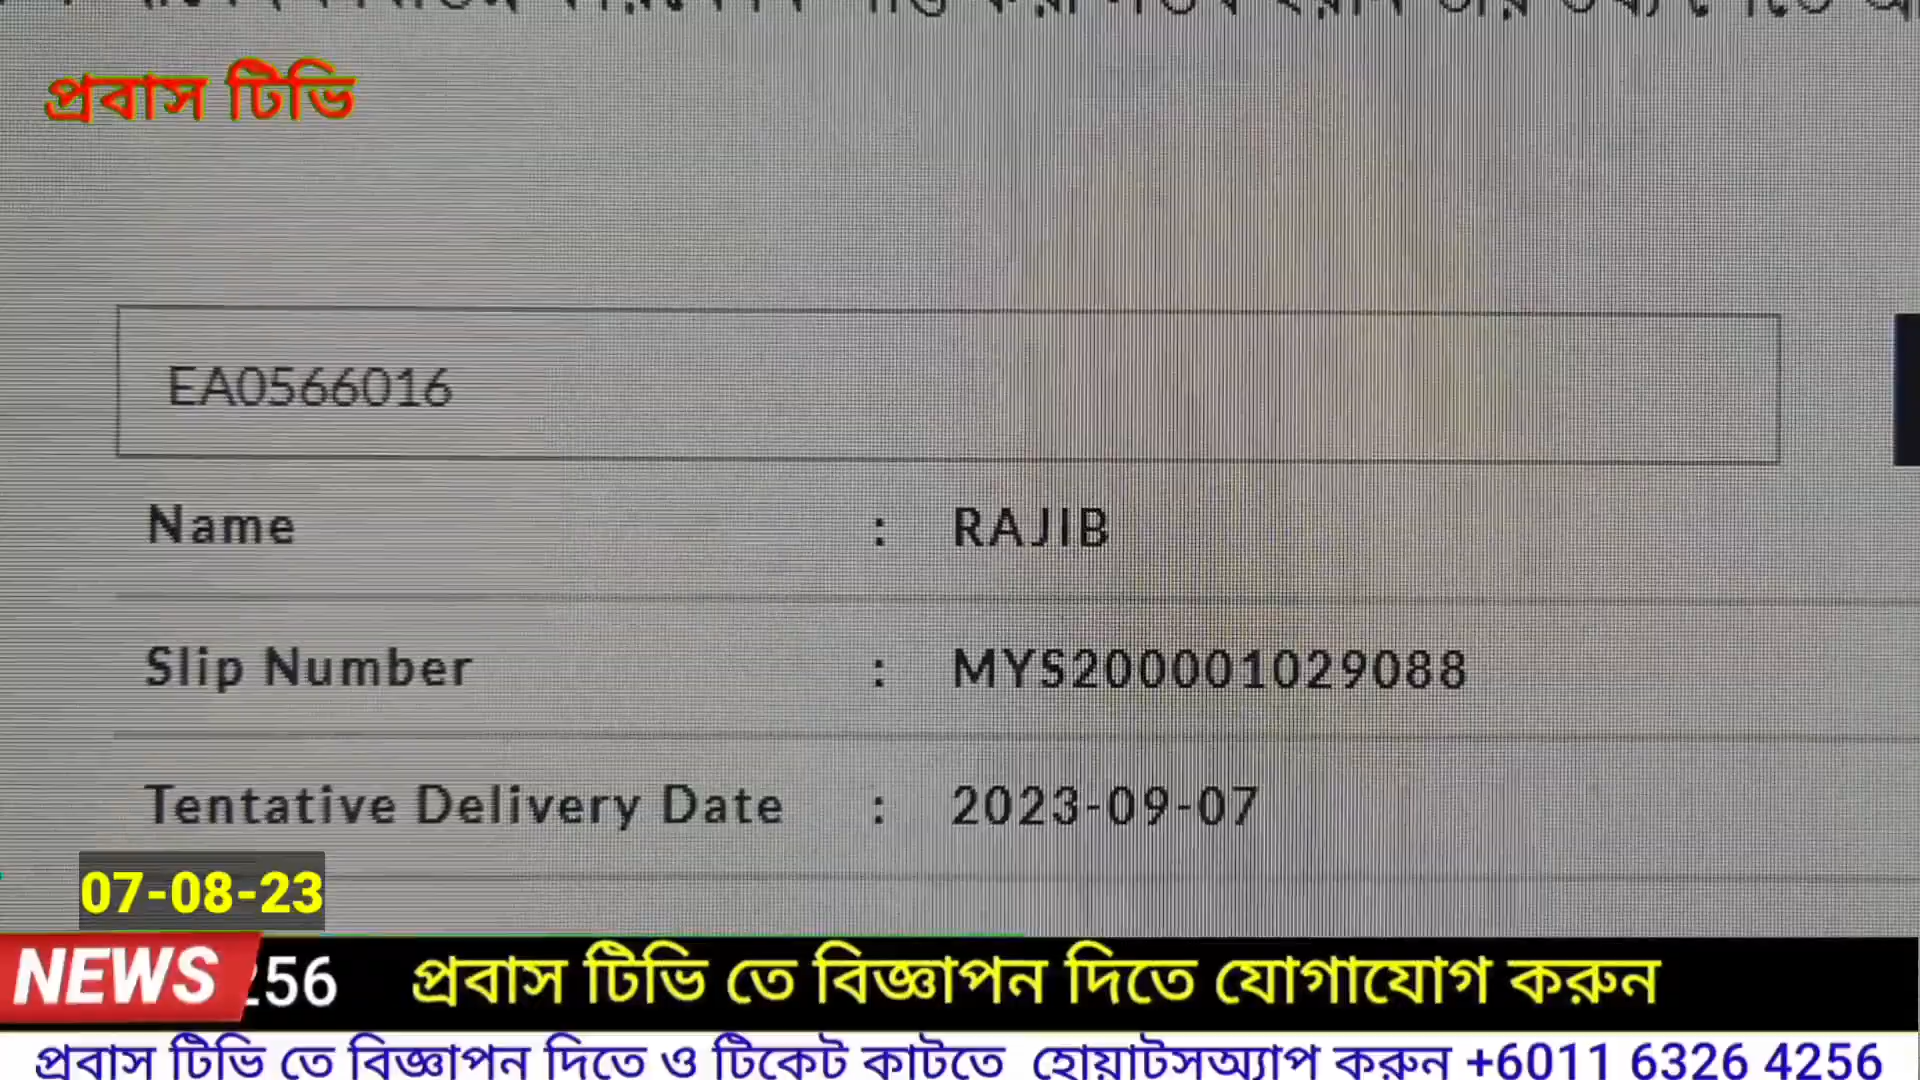 প্রবাস টিভি
EA0566016
Name : RAJIB
Slip Number : MYS200001029088
Tentative Delivery Date : 2023-09-07
07-08-23
NEWS 256 প্রবাস টিভি তে বিজ্ঞাপন দিতে যোগাযোগ করুন
প্রবাস টিভি তে বিজ্ঞাপন দিতে ও টিকেট কাটতে হোয়াটসঅ্যাপ করুন +6011 6326 4256